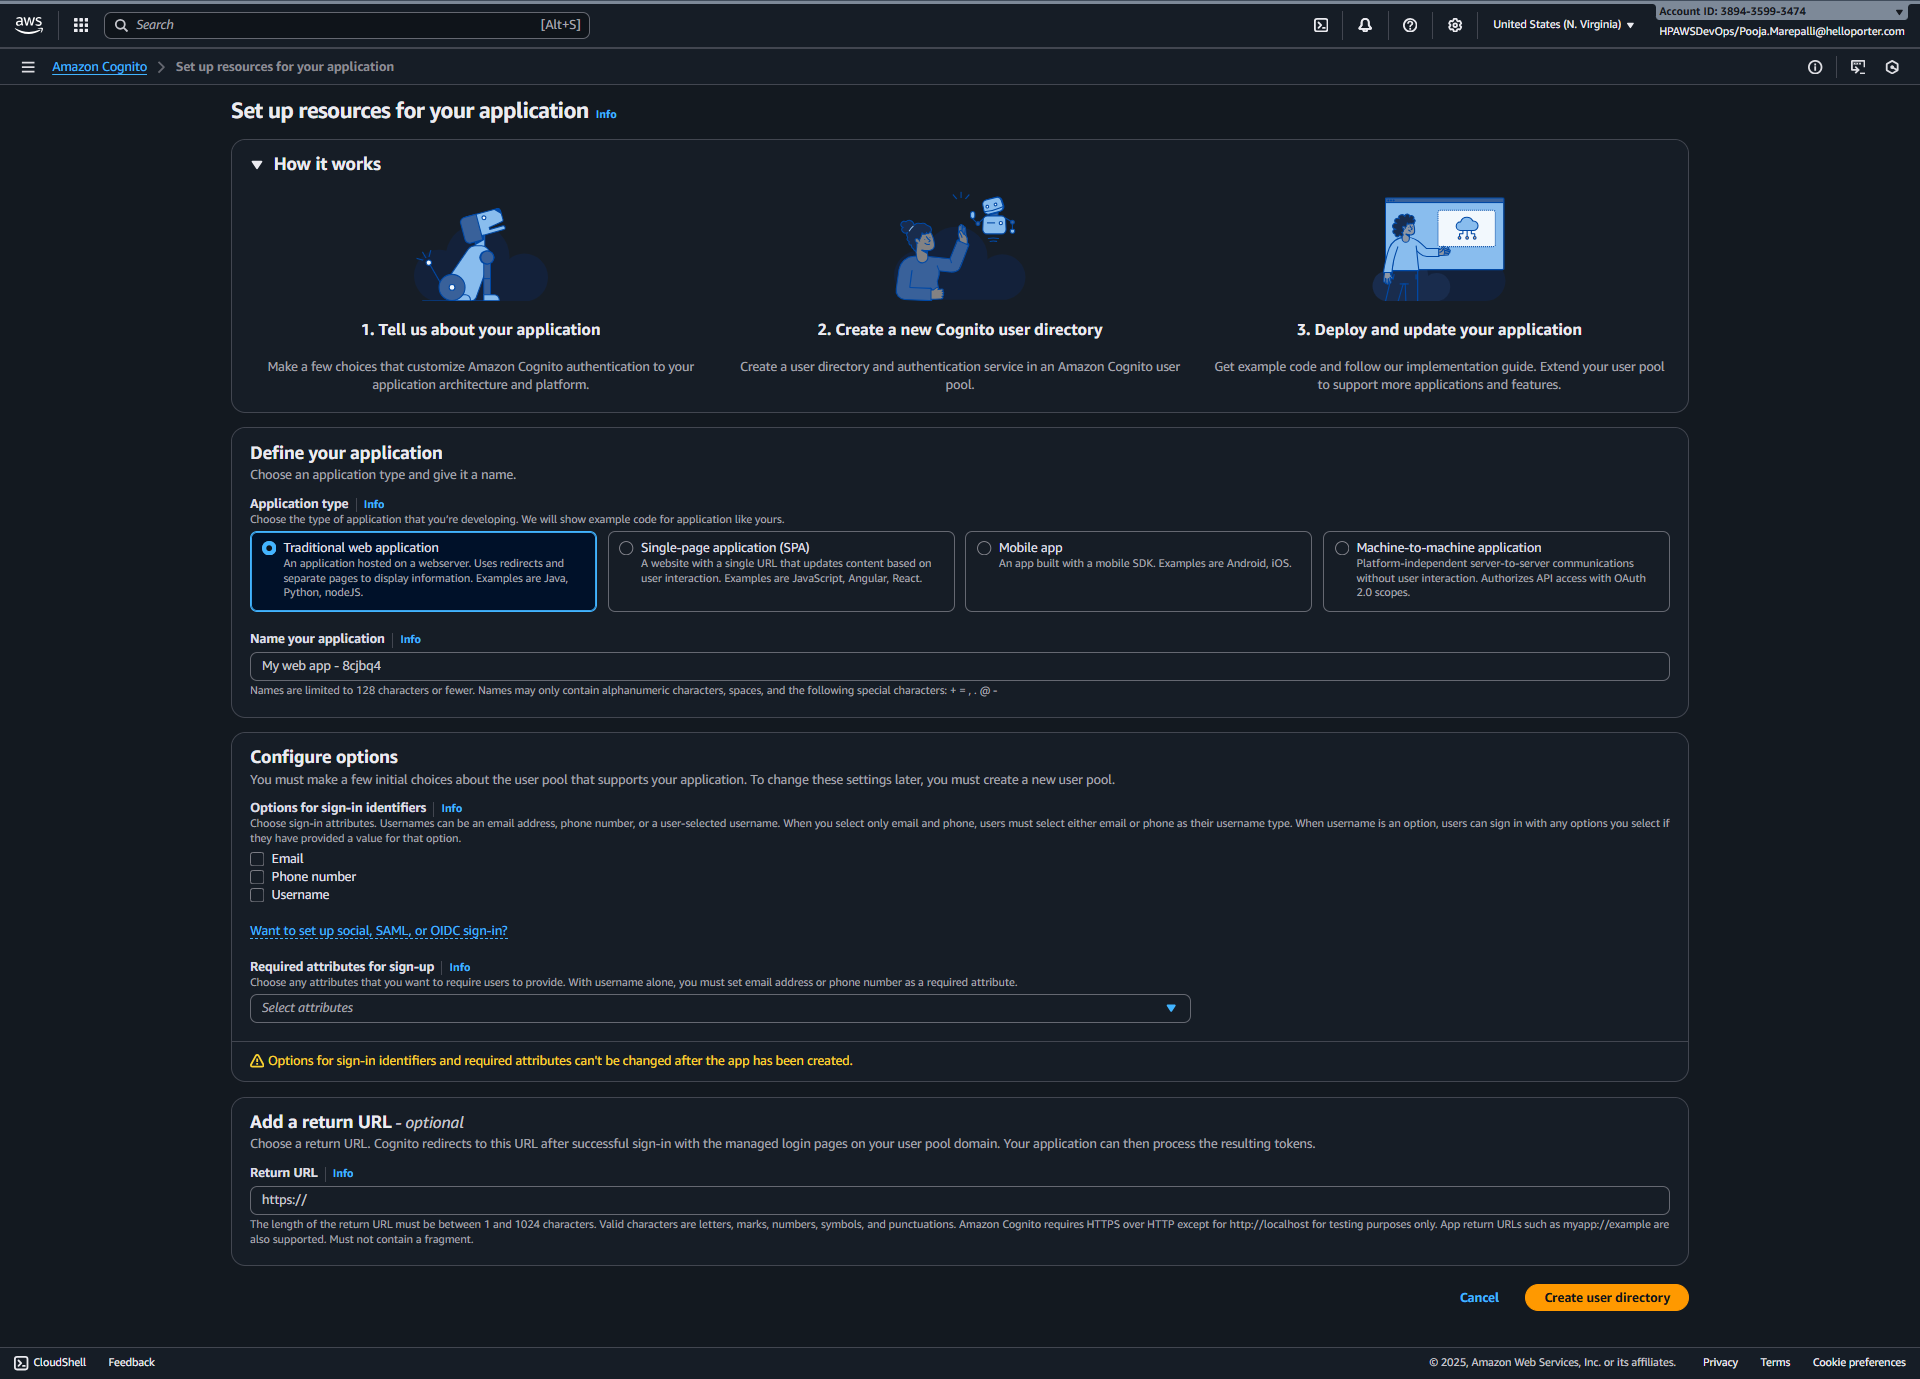 aws
Search
[Alt+S]
United States (N. Virginia)
Account ID: 3894-3599-3474
HPAWSDevOps/Pooja.Marepalli@helloporter.com
Amazon Cognito
Set up resources for your application
Set up resources for your application Info
How it works
1. Tell us about your application
Make a few choices that customize Amazon Cognito authentication to your
application architecture and platform.
2. Create a new Cognito user directory
Create a user directory and authentication service in an Amazon Cognito user
pool.
3. Deploy and update your application
Get example code and follow our implementation guide. Extend your user pool
to support more applications and features.
Define your application
Choose an application type and give it a name.
Application type Info
Choose the type of application that you're developing. We will show example code for application like yours.
Traditional web application
An application hosted on a webserver. Uses redirects and
separate pages to display information. Examples are Java,
Python, nodeJS.
Single-page application (SPA)
A website with a single URL that updates content based on
user interaction. Examples are JavaScript, Angular, React.
Mobile app
An app built with a mobile SDK. Examples are Android, iOS.
Machine-to-machine application
Platform-independent server-to-server communications
without user interaction. Authorizes API access with OAuth
2.0 scopes.
Name your application Info
My web app - 8cjbq4
Names are limited to 128 characters or fewer. Names may only contain alphanumeric characters, spaces, and the following special characters: + = , . @ -
Configure options
You must make a few initial choices about the user pool that supports your application. To change these settings later, you must create a new user pool.
Options for sign-in identifiers Info
Choose sign-in attributes. Usernames can be an email address, phone number, or a user-selected username. When you select only email and phone, users must select either email or phone as their username type. When username is an option, users can sign in with any options you select if
they have provided a value for that option.
Email
Phone number
Username
Want to set up social, SAML, or OIDC sign-in?
Required attributes for sign-up Info
Choose any attributes that you want to require users to provide. With username alone, you must set email address or phone number as a required attribute.
Select attributes
Options for sign-in identifiers and required attributes can't be changed after the app has been created.
Add a return URL - optional
Choose a return URL. Cognito redirects to this URL after successful sign-in with the managed login pages on your user pool domain. Your application can then process the resulting tokens.
Return URL Info
https://
The length of the return URL must be between 1 and 1024 characters. Valid characters are letters, marks, numbers, symbols, and punctuations. Amazon Cognito requires HTTPS over HTTP except for http://localhost for testing purposes only. App return URLs such as myapp://example are
also supported. Must not contain a fragment.
Cancel
Create user directory
CloudShell
Feedback
© 2025, Amazon Web Services, Inc. or its affiliates.
Privacy
Terms
Cookie preferences